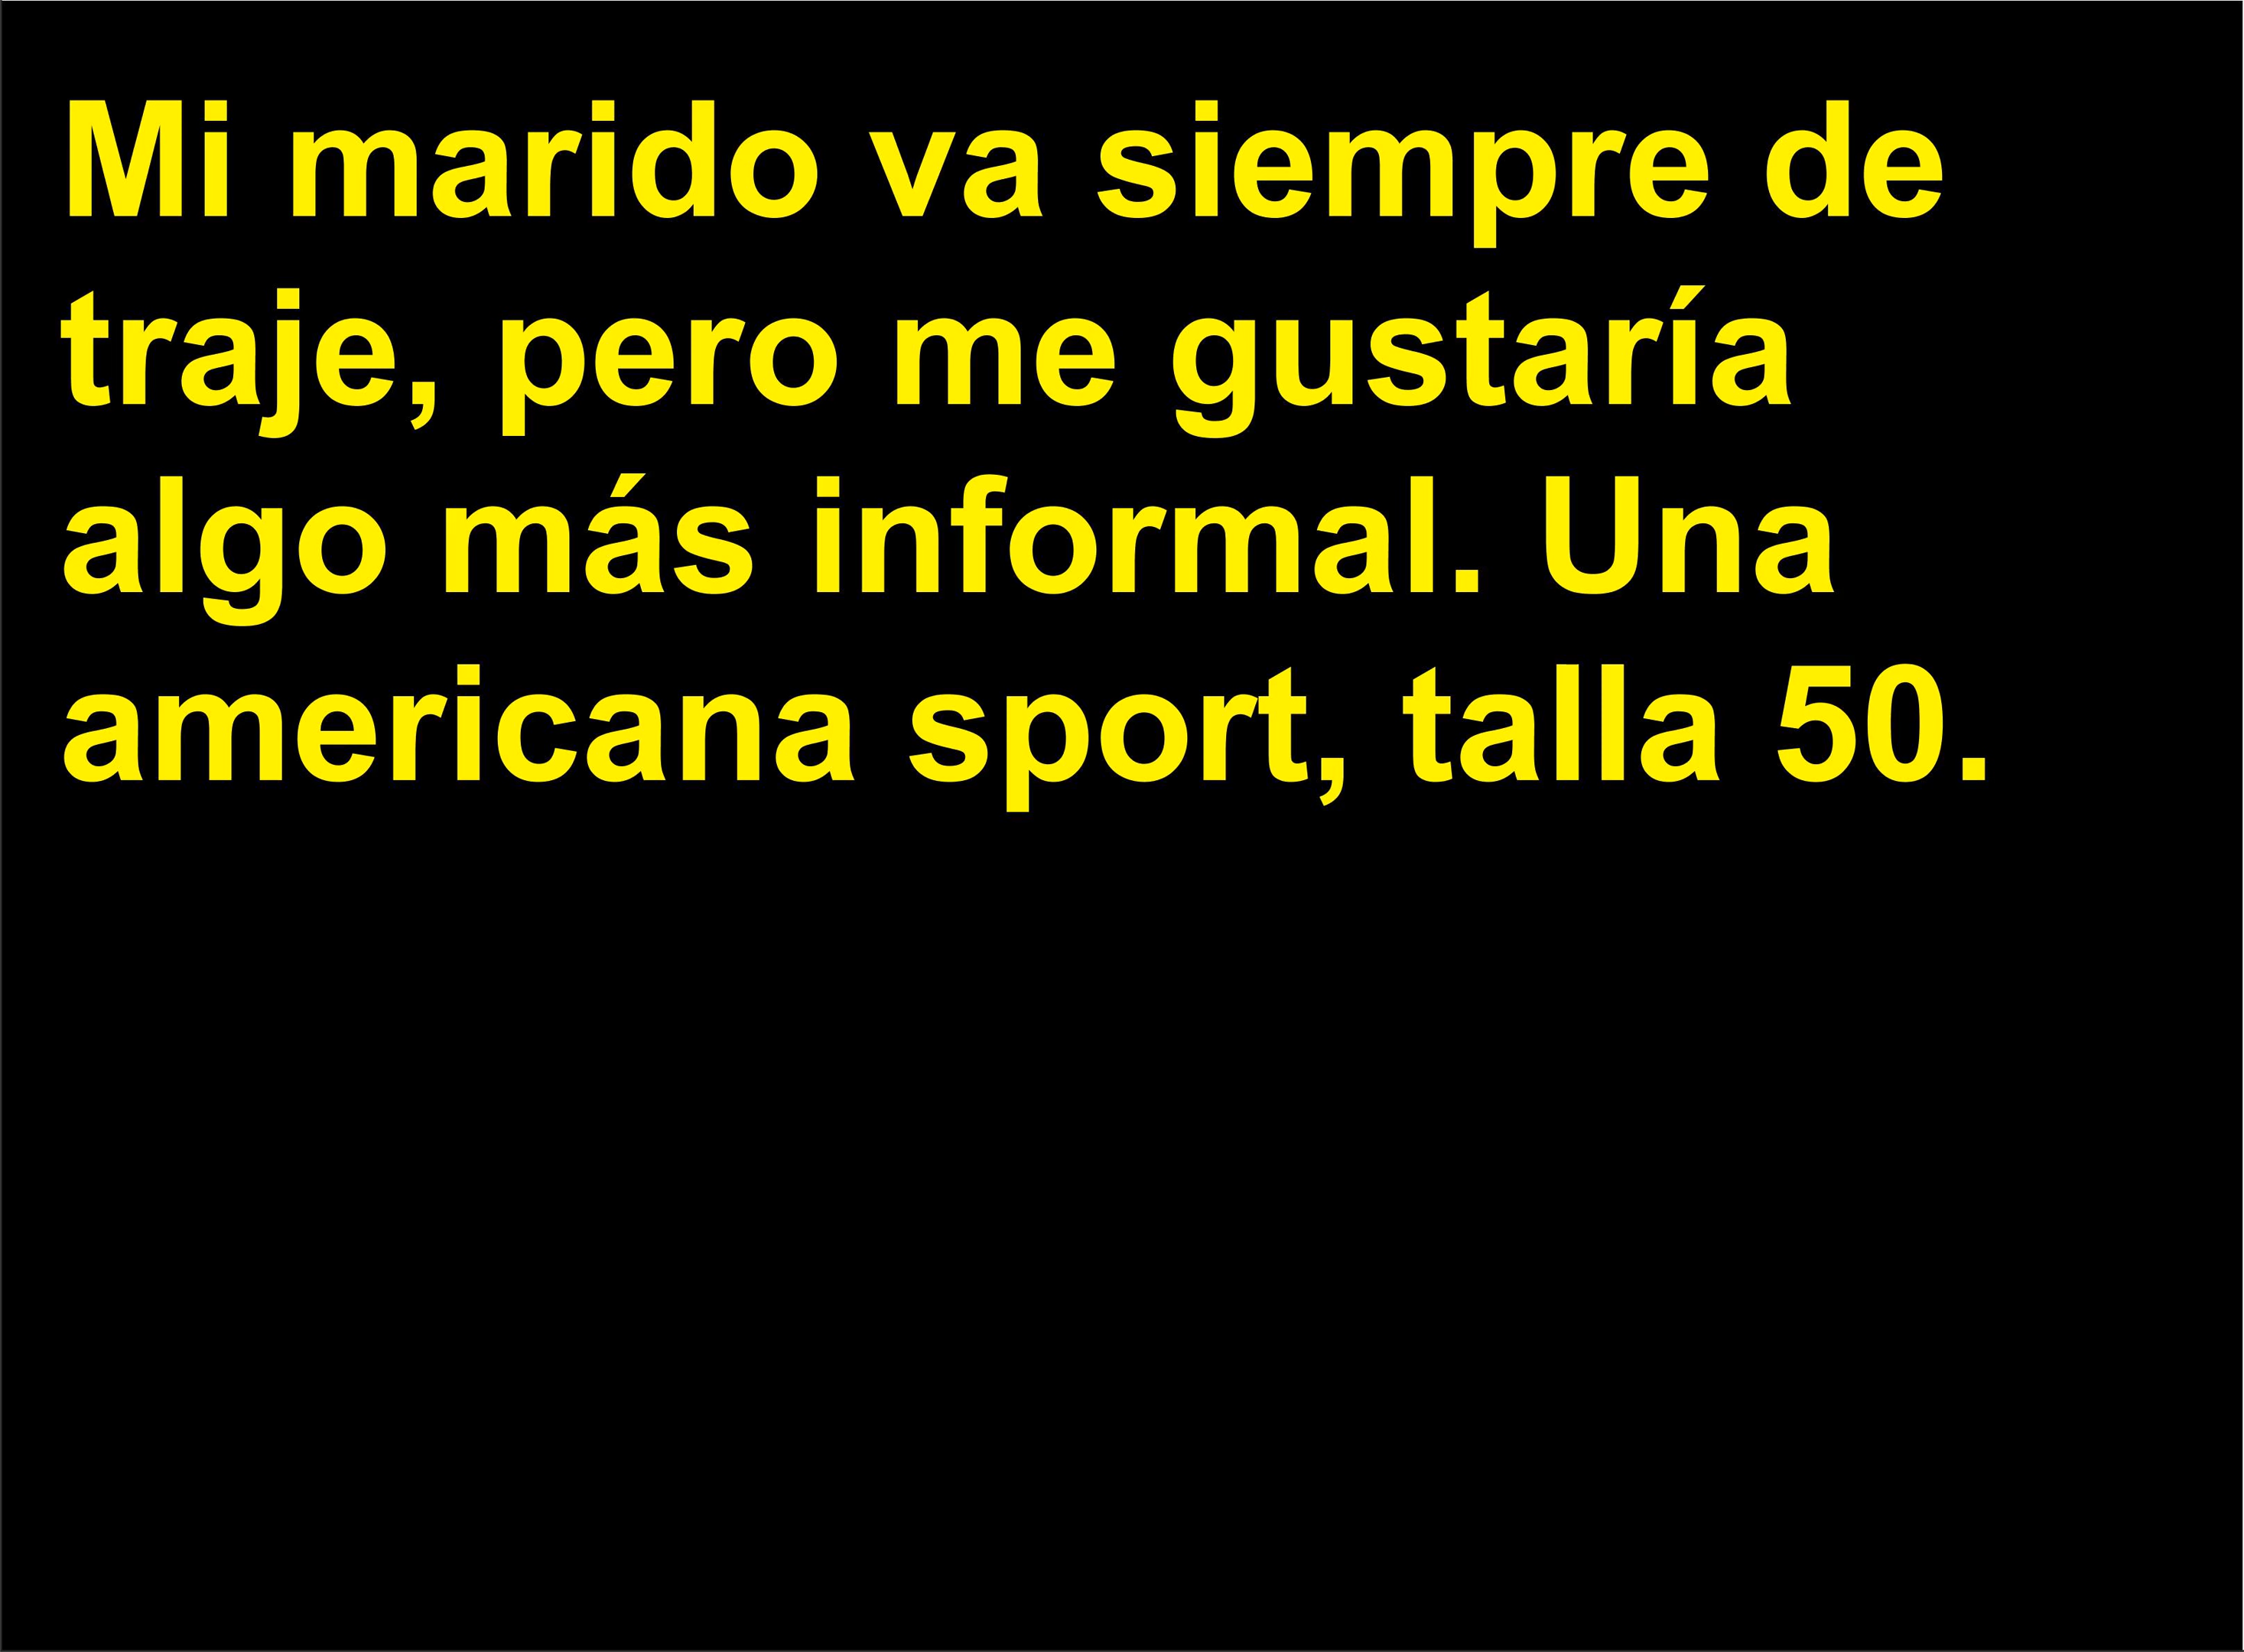 Mi marido va siempre de
traje, pero me gustaría
algo más informal. Una
americana sport, talla 50.